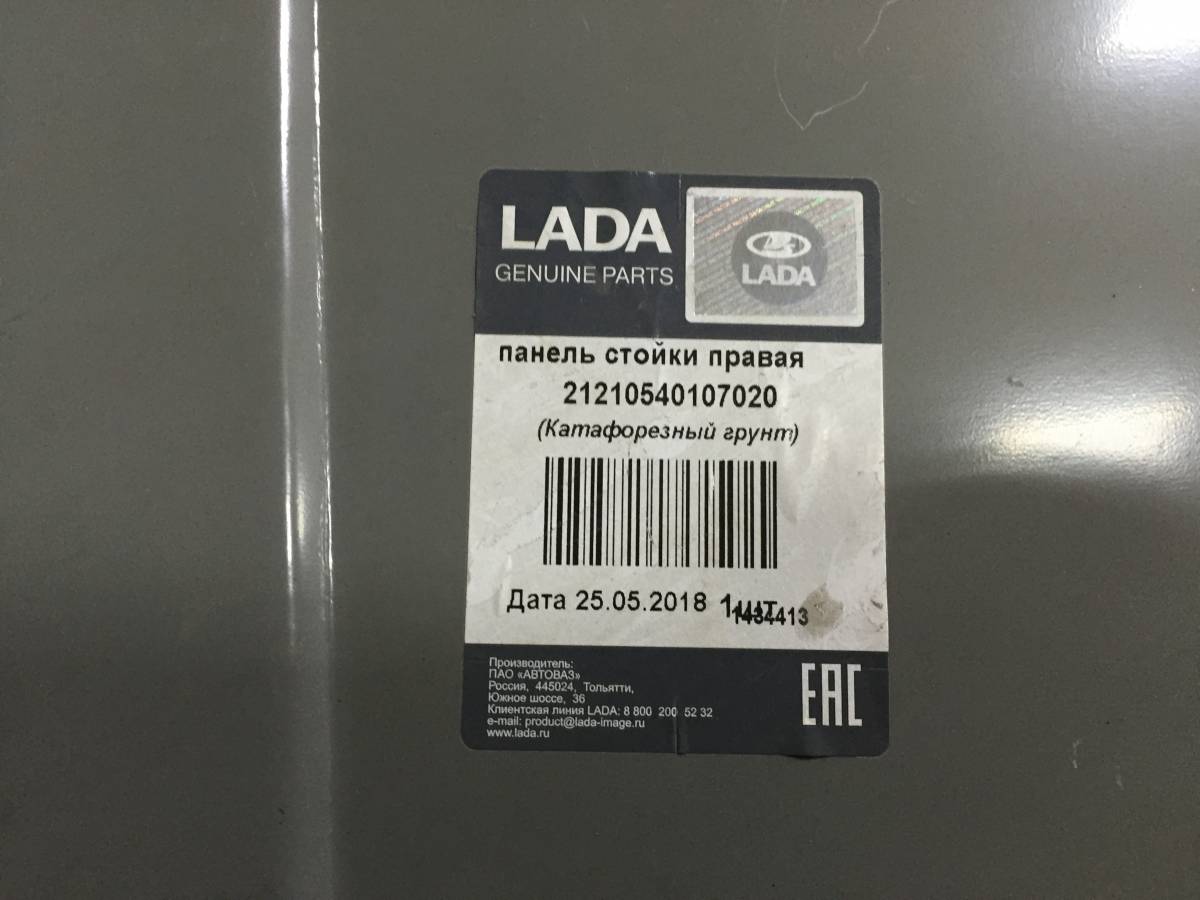 LADA
GENUINE PARTS
LADA
панель стойки правая
21210540107020
(Катафорезный грунт)
Дата 25.05.2018 1шт
1434413
Производитель:
ПАО «АВТОВАЗ»
Россия, 445024, Тольятти,
Южное шоссе, 36
Клиентская линия LADA: 8 800 200 52 32
e-mail: product@lada-image.ru
www.lada.ru
EAC